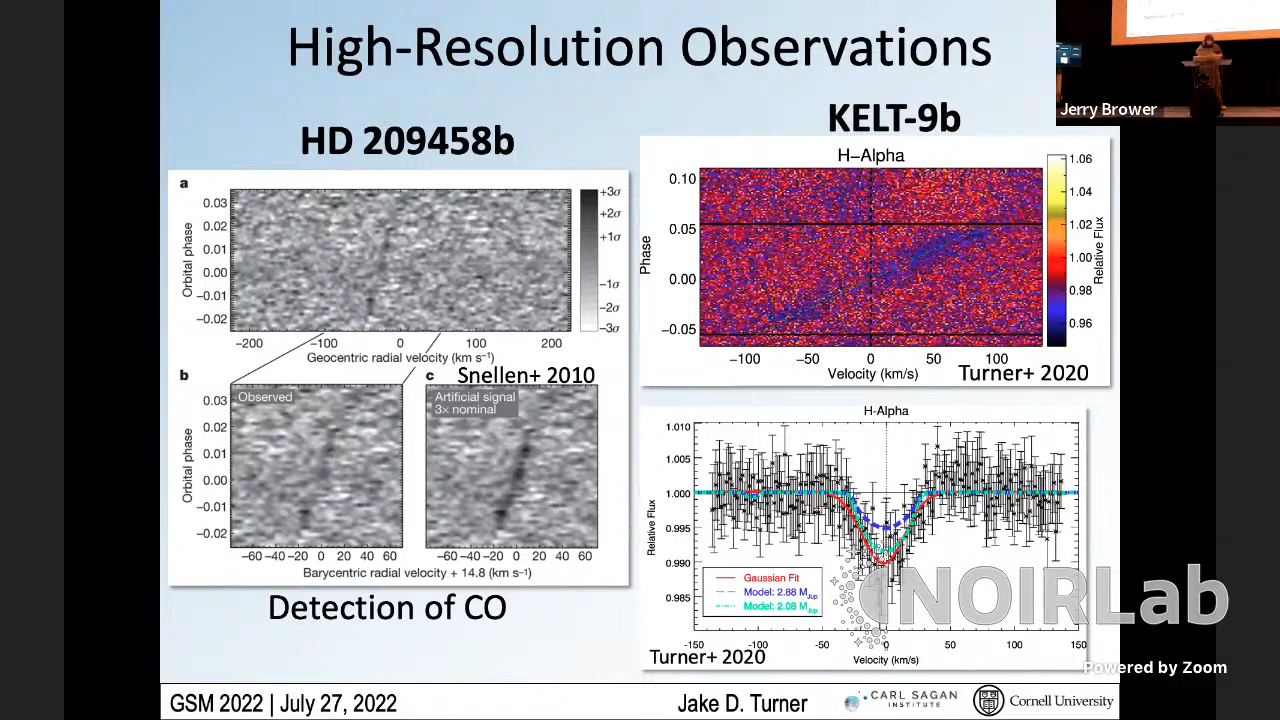 High-Resolution Observations
Jerry Brower
HD 209458b
KELT-9b
a
0.03
0.02
0.01
0.00
−0.01
−0.02
Orbital phase
+3σ
+2σ
+1σ
−1σ
−2σ
−3σ
−200 −100 0 100 200
Geocentric radial velocity (km s⁻¹)
Snellen+ 2010
b
Observed
0.03
0.02
0.01
0.00
−0.01
−0.02
Orbital phase
c
Artificial signal
3× nominal
−60 −40 −20 0 20 40 60
−60 −40 −20 0 20 40 60
Barycentric radial velocity + 14.8 (km s⁻¹)
Detection of CO
H−Alpha
0.10
0.05
0.00
−0.05
Phase
1.06
1.04
1.02
1.00
0.98
0.96
Relative Flux
−100 −50 0 50 100
Velocity (km/s)
Turner+ 2020
H-Alpha
1.010
1.005
1.000
0.995
0.990
0.985
Relative Flux
Gaussian Fit
Model: 2.88 MJup
Model: 2.08 MJup
-150 -100 -50 0 50 100 150
Velocity (km/s)
Turner+ 2020
NOIRLab
Powered by Zoom
GSM 2022 | July 27, 2022
Jake D. Turner
CARL SAGAN
INSTITUTE
Cornell University